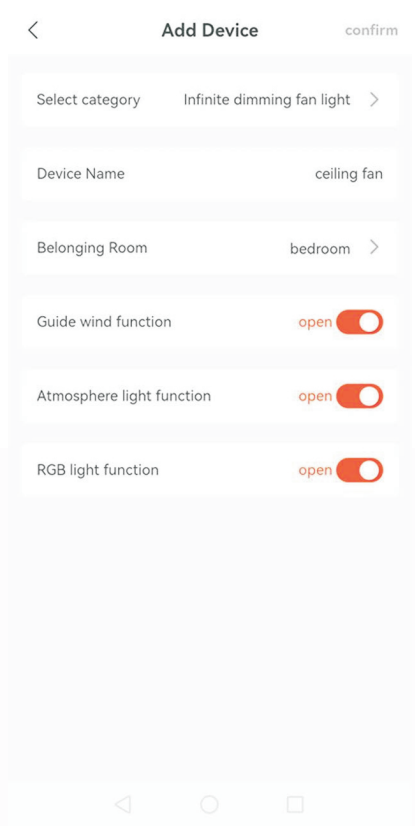 Add Device
confirm
Select category
Infinite dimming fan light
Device Name
ceiling fan
Belonging Room
bedroom
Guide wind function
open
Atmosphere light function
open
RGB light function
open